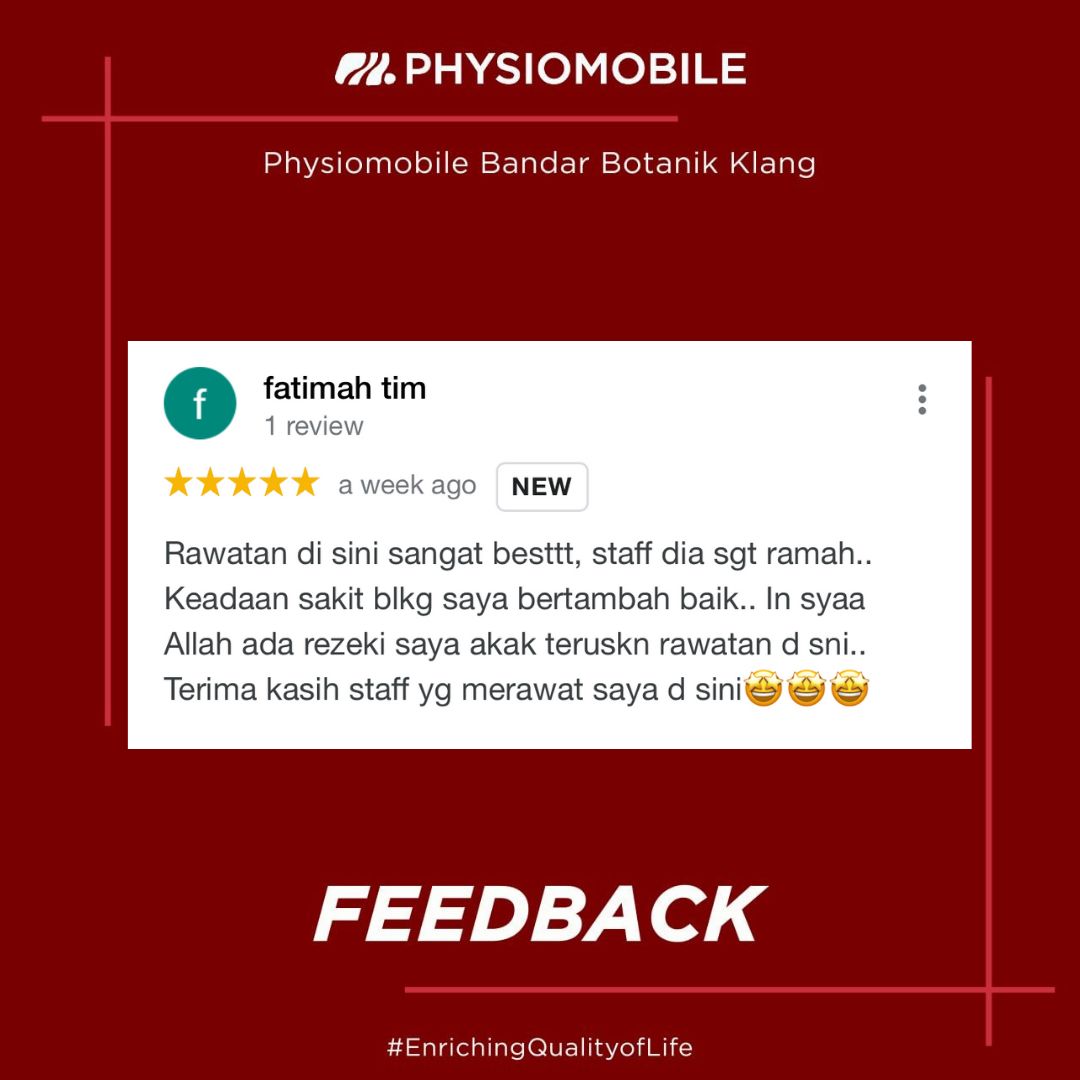 PHYSIOMOBILE
Physiomobile Bandar Botanik Klang
f
fatimah tim
1 review
a week ago NEW
Rawatan di sini sangat besttt, staff dia sgt ramah..
Keadaan sakit blkg saya bertambah baik.. In syaa
Allah ada rezeki saya akak teruskn rawatan d sni..
Terima kasih staff yg merawat saya d sini🤩🤩🤩
FEEDBACK
#EnrichingQualityofLife